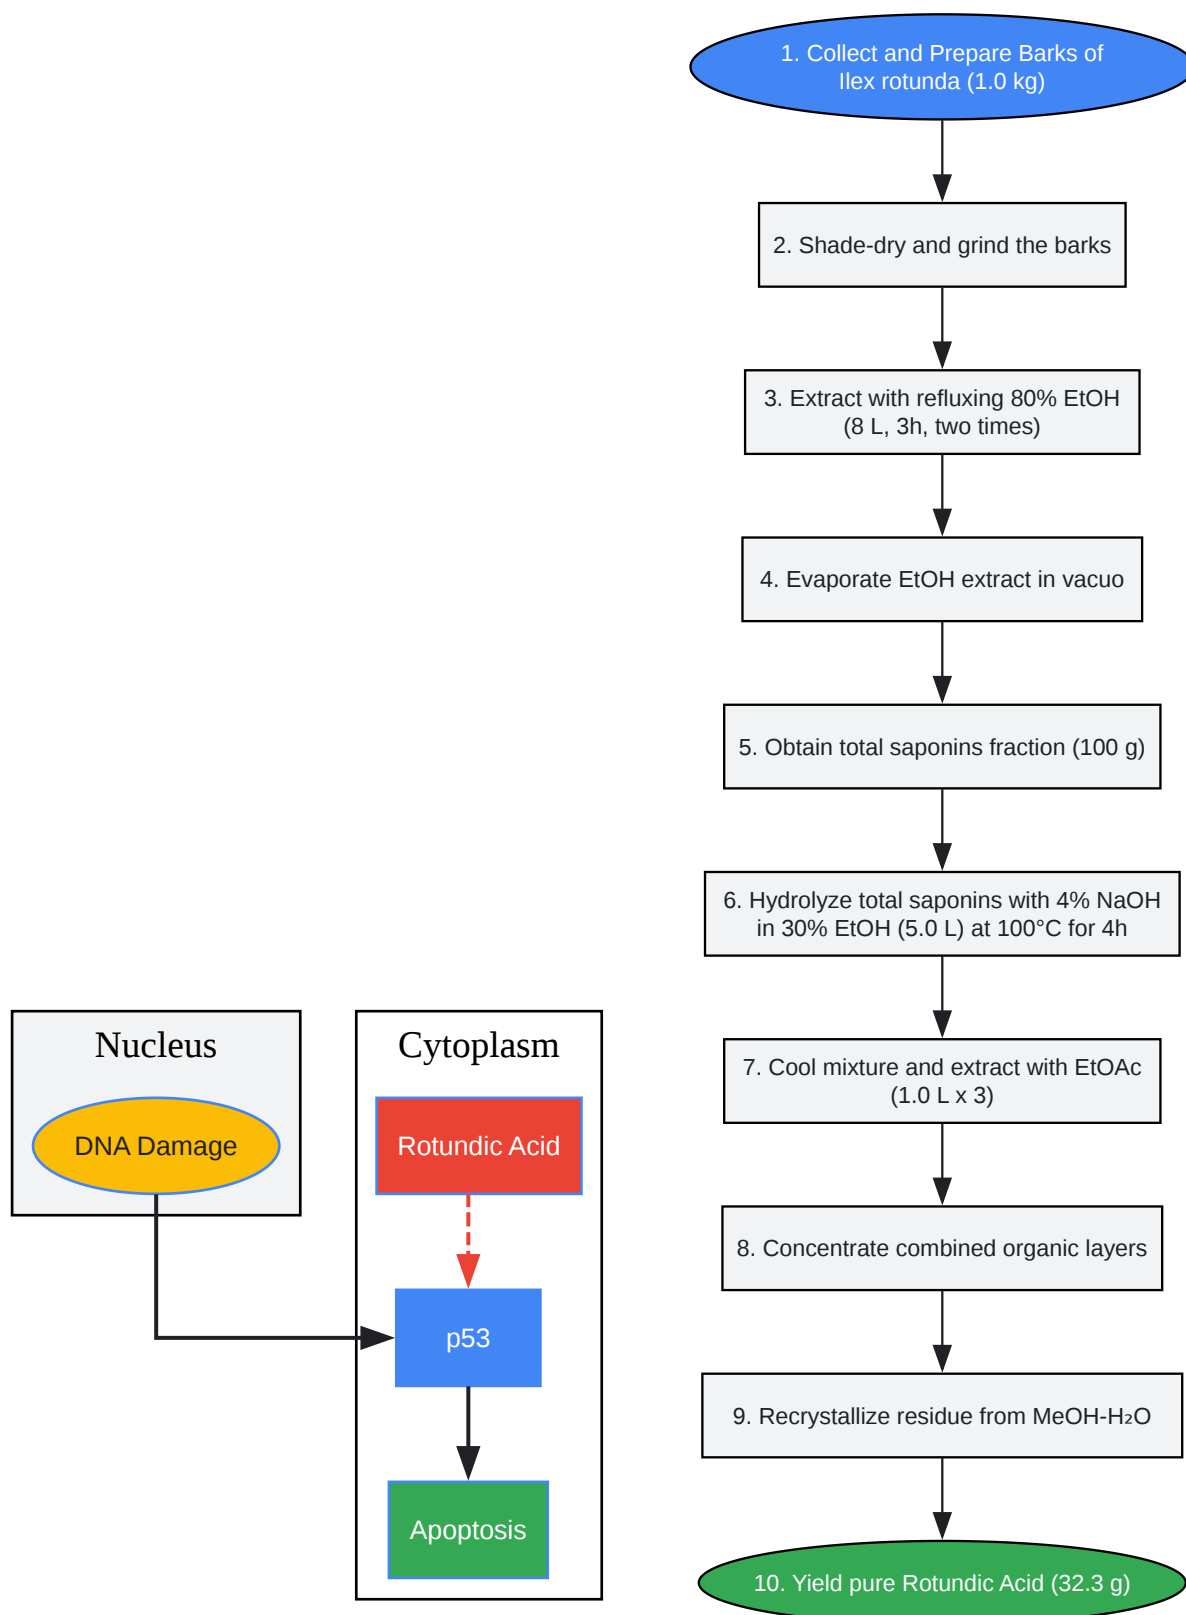 1. Collect and Prepare Barks of
Ilex rotunda (1.0 kg)
2. Shade-dry and grind the barks
3. Extract with refluxing 80% EtOH
(8 L, 3h, two times)
4. Evaporate EtOH extract in vacuo
5. Obtain total saponins fraction (100 g)
6. Hydrolyze total saponins with 4% NaOH
in 30% EtOH (5.0 L) at 100°C for 4h
7. Cool mixture and extract with EtOAc
(1.0 L x 3)
8. Concentrate combined organic layers
9. Recrystallize residue from MeOH-H₂O
10. Yield pure Rotundic Acid (32.3 g)
Nucleus
DNA Damage
Cytoplasm
Rotundic Acid
p53
Apoptosis